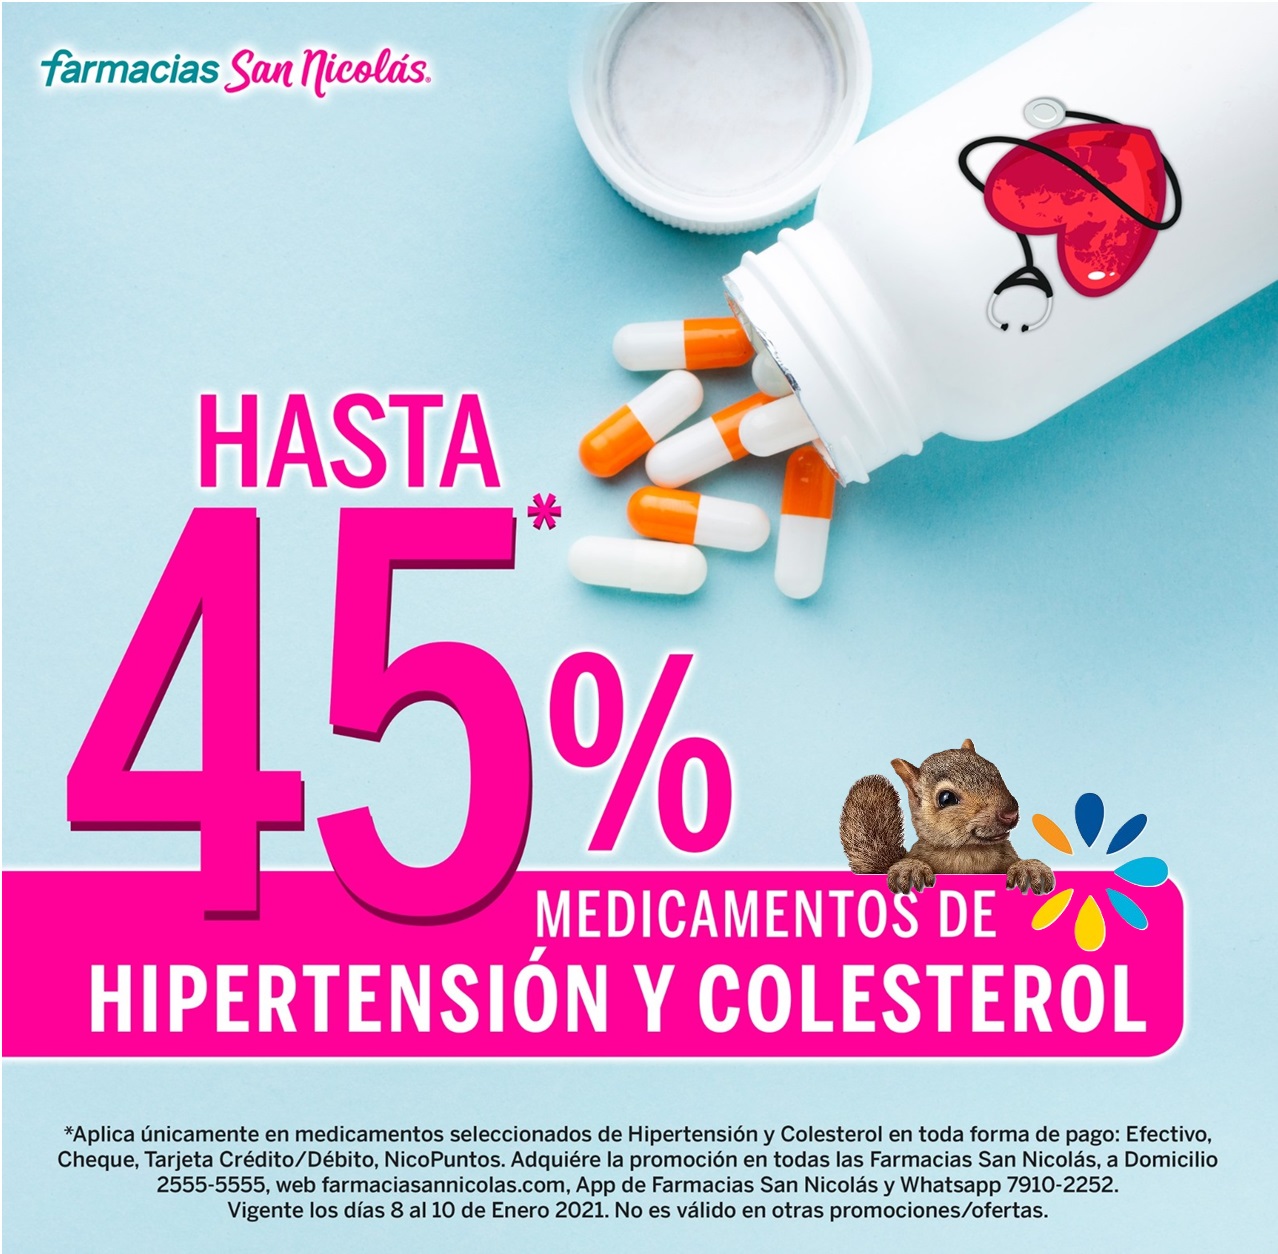 farmacias San Nicolás®
HASTA
45*%
MEDICAMENTOS DE
HIPERTENSIÓN Y COLESTEROL
*Aplica únicamente en medicamentos seleccionados de Hipertensión y Colesterol en toda forma de pago: Efectivo,
Cheque, Tarjeta Crédito/Débito, NicoPuntos. Adquiére la promoción en todas las Farmacias San Nicolás, a Domicilio
2555-5555, web farmaciasannicolas.com, App de Farmacias San Nicolás y Whatsapp 7910-2252.
Vigente los días 8 al 10 de Enero 2021. No es válido en otras promociones/ofertas.